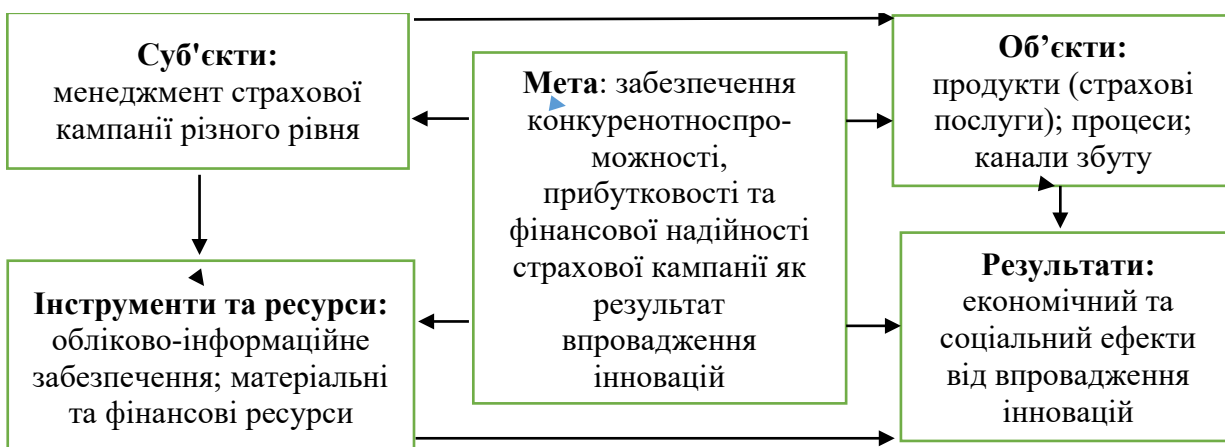 Суб'єкти:
менеджмент страхової
кампанії різного рівня
Мета: забезпечення
конкуренотноспро-
можності,
прибутковості та
фінансової надійності
страхової кампанії як
результат
впровадження
інновацій
Об’єкти:
продукти (страхові
послуги); процеси;
канали збуту
Інструменти та ресурси:
обліково-інформаційне
забезпечення; матеріальні
та фінансові ресурси
Результати:
економічний та
соціальний ефекти
від впровадження
інновацій